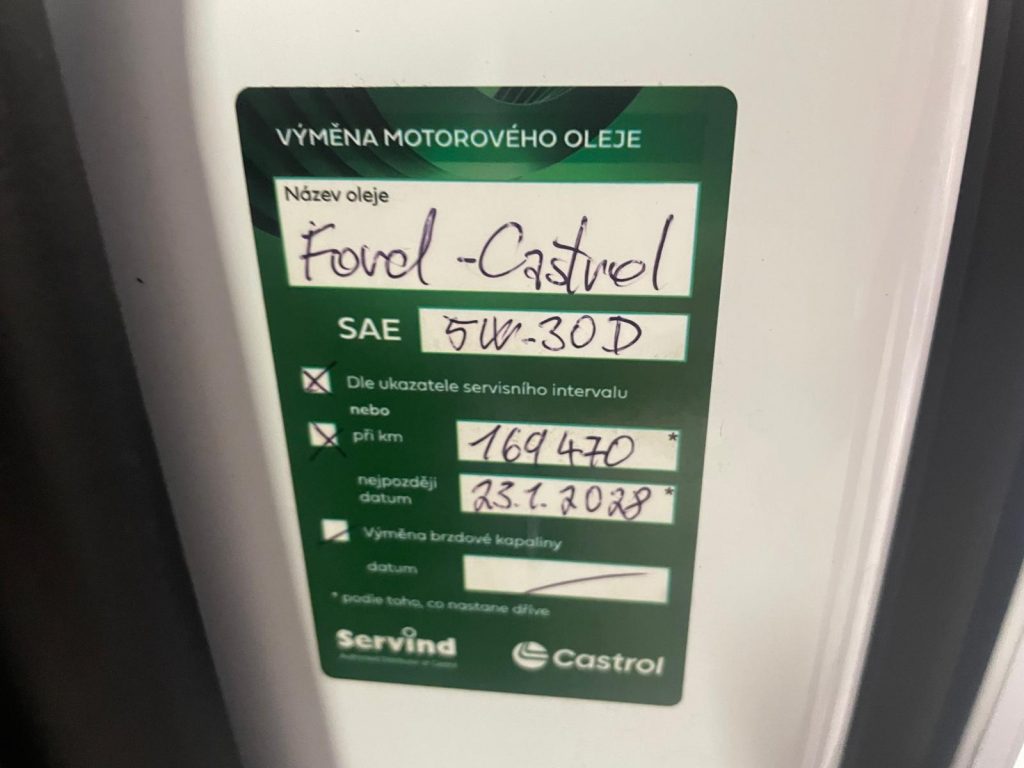 VÝMĚNA MOTOROVÉHO OLEJE
Název oleje
Ford - Castrol
SAE 5W-30 D
Dle ukazatele servisního intervalu
nebo
při km 169 470 *
nejpozději
datum 23.1.2028 *
Výměna brzdové kapaliny
datum
* podle toho, co nastane dříve
Servind Castrol